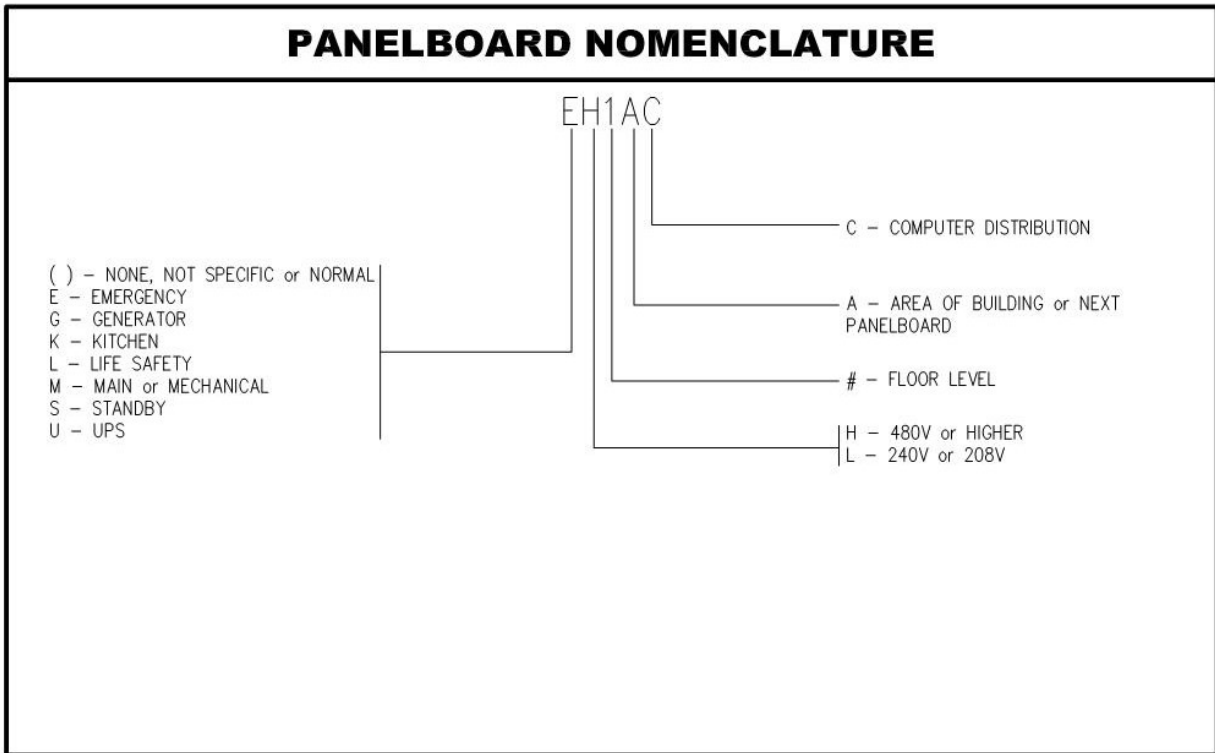 PANELBOARD NOMENCLATURE
EH1AC
C – COMPUTER DISTRIBUTION
( ) – NONE, NOT SPECIFIC or NORMAL
E – EMERGENCY
G – GENERATOR
K – KITCHEN
L – LIFE SAFETY
M – MAIN or MECHANICAL
S – STANDBY
U – UPS
A – AREA OF BUILDING or NEXT
PANELBOARD
# – FLOOR LEVEL
H – 480V or HIGHER
L – 240V or 208V